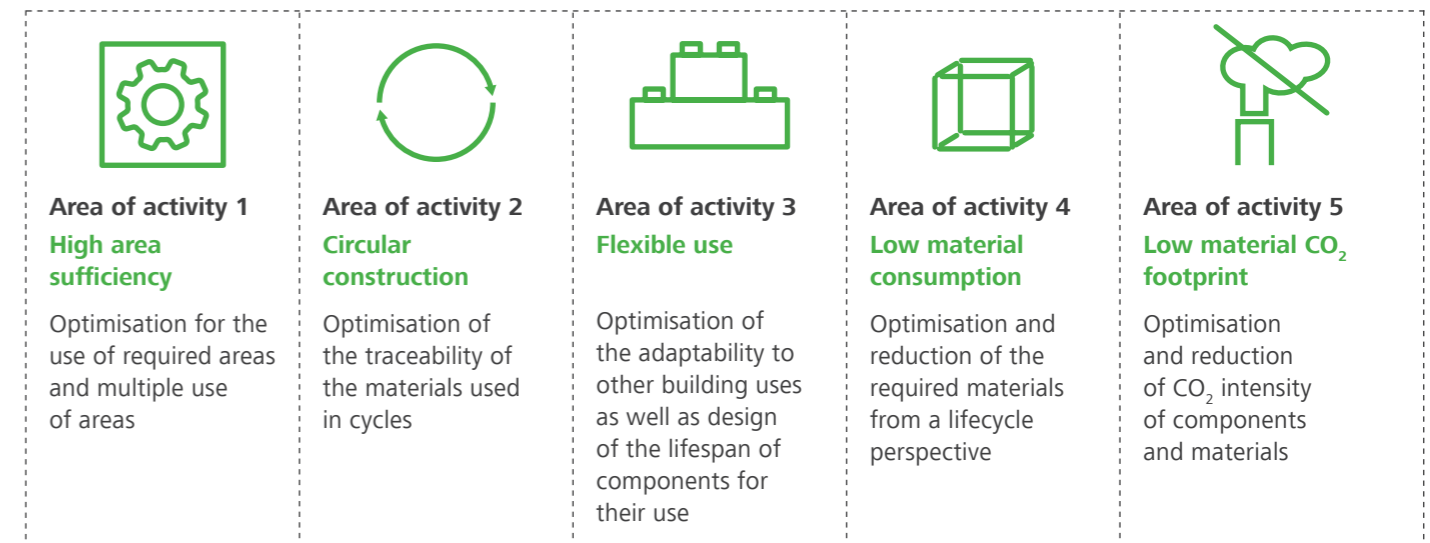 Area of activity 1
High area
sufficiency
Optimisation for the
use of required areas
and multiple use
of areas
Area of activity 2
Circular
construction
Optimisation of
the traceability of
the materials used
in cycles
Area of activity 3
Flexible use
Optimisation of
the adaptability to
other building uses
as well as design
of the lifespan of
components for
their use
Area of activity 4
Low material
consumption
Optimisation and
reduction of the
required materials
from a lifecycle
perspective
Area of activity 5
Low material CO₂
footprint
Optimisation
and reduction
of CO₂ intensity
of components
and materials